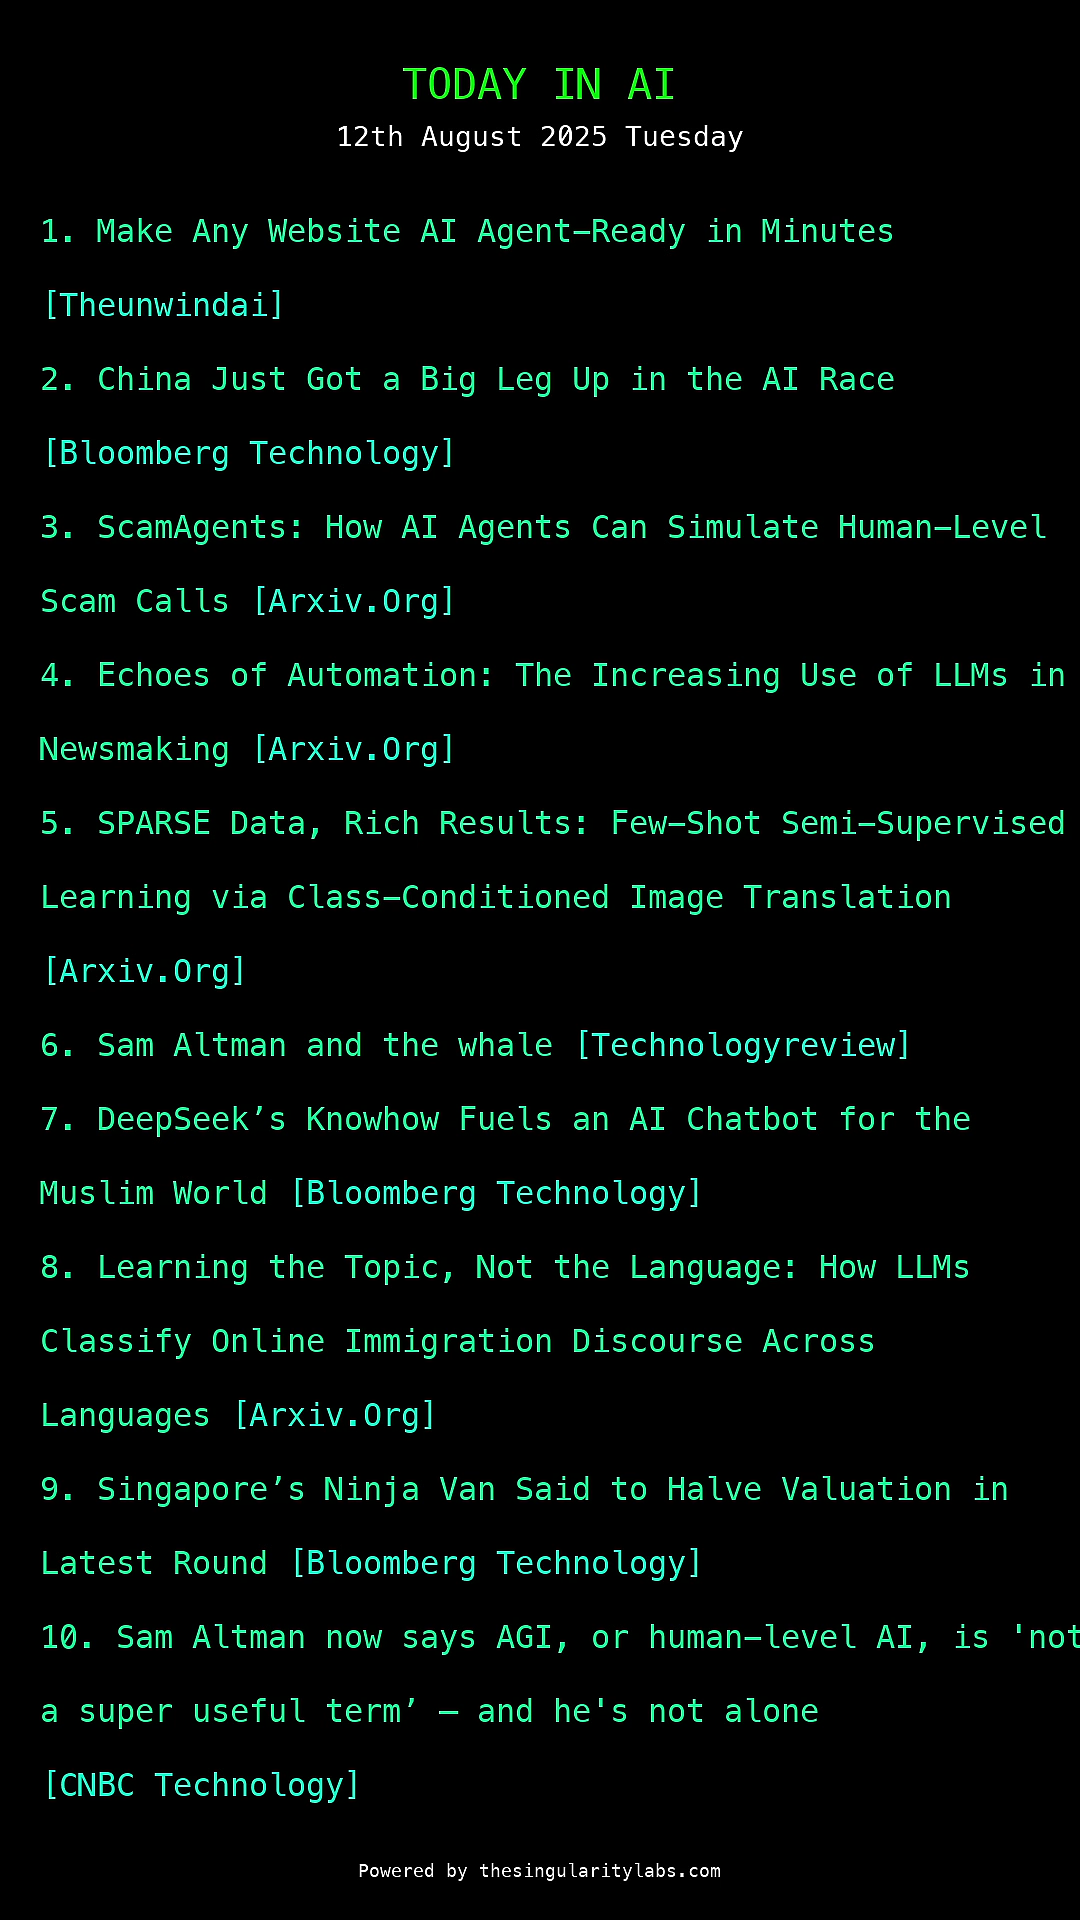 TODAY IN AI
12th August 2025 Tuesday
1. Make Any Website AI Agent–Ready in Minutes
[Theunwindai]
2. China Just Got a Big Leg Up in the AI Race
[Bloomberg Technology]
3. ScamAgents: How AI Agents Can Simulate Human–Level
Scam Calls [Arxiv.Org]
4. Echoes of Automation: The Increasing Use of LLMs in
Newsmaking [Arxiv.Org]
5. SPARSE Data, Rich Results: Few–Shot Semi–Supervised
Learning via Class–Conditioned Image Translation
[Arxiv.Org]
6. Sam Altman and the whale [Technologyreview]
7. DeepSeek’s Knowhow Fuels an AI Chatbot for the
Muslim World [Bloomberg Technology]
8. Learning the Topic, Not the Language: How LLMs
Classify Online Immigration Discourse Across
Languages [Arxiv.Org]
9. Singapore’s Ninja Van Said to Halve Valuation in
Latest Round [Bloomberg Technology]
10. Sam Altman now says AGI, or human–level AI, is 'not
a super useful term’ — and he's not alone
[CNBC Technology]
Powered by thesingularitylabs.com